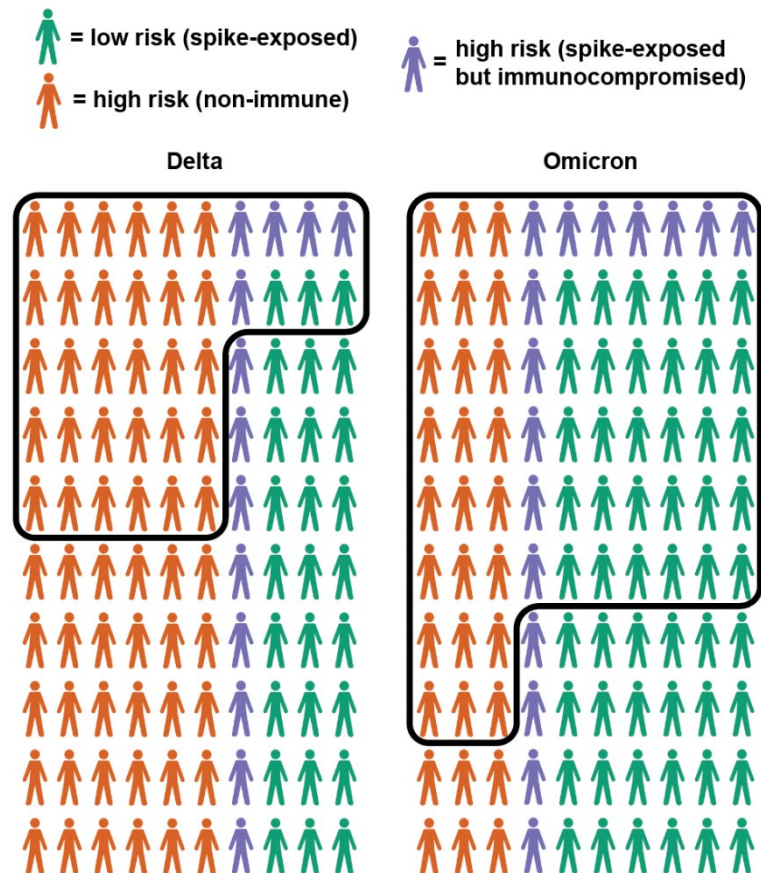 = low risk (spike-exposed)
= high risk (non-immune)
= high risk (spike-exposed
but immunocompromised)
Delta
Omicron